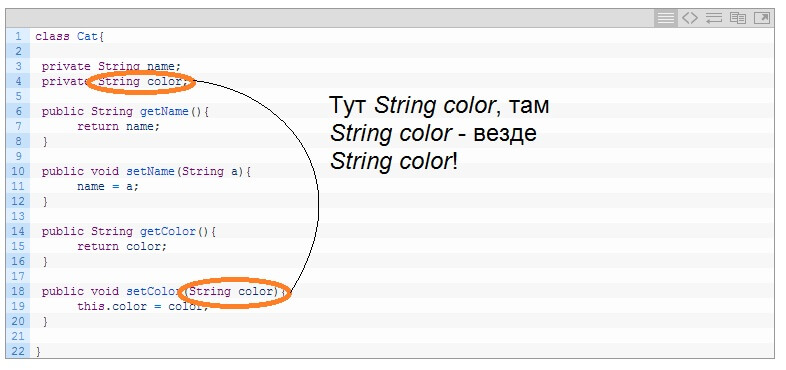 1 class Cat{
2
3 private String name;
4 private String color;
5
6 public String getName(){
7 return name;
8 }
9
10 public void setName(String a){
11 name = a;
12 }
13
14 public String getColor(){
15 return color;
16 }
17
18 public void setColor(String color){
19 this.color = color;
20 }
21
22 }
Тут String color, там
String color - везде
String color!